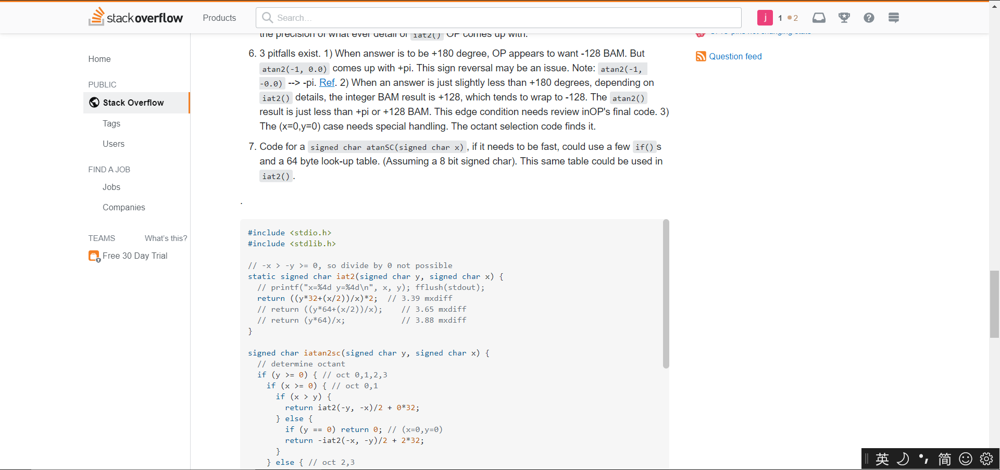 stackoverflow
Products
Search...
j
1 2
Home
PUBLIC
Stack Overflow
Tags
Users
FIND A JOB
Jobs
Companies
TEAMS
What's this?
Free 30 Day Trial
the precision of what ever detail of iat2() OP comes up with.
6. 3 pitfalls exist. 1) When answer is to be +180 degree, OP appears to want -128 BAM. But
atan2(-1, 0.0) comes up with +pi. This sign reversal may be an issue. Note: atan2(-1,
-0.0) --> -pi. Ref. 2) When an answer is just slightly less than +180 degrees, depending on
iat2() details, the integer BAM result is +128, which tends to wrap to -128. The atan2()
result is just less than +pi or +128 BAM. This edge condition needs review inOP's final code. 3)
The (x=0,y=0) case needs special handling. The octant selection code finds it.
7. Code for a signed char atanSC(signed char x), if it needs to be fast, could use a few if()s
and a 64 byte look-up table. (Assuming a 8 bit signed char). This same table could be used in
iat2().
.
#include <stdio.h>
#include <stdlib.h>
// -x > -y >= 0, so divide by 0 not possible
static signed char iat2(signed char y, signed char x) {
// printf("x=%4d y=%4d\n", x, y); fflush(stdout);
return ((y*32+(x/2))/x)*2;  // 3.39 mxdiff
// return ((y*64+(x/2))/x);    // 3.65 mxdiff
// return (y*64)/x;            // 3.88 mxdiff
}
signed char iatan2sc(signed char y, signed char x) {
// determine octant
if (y >= 0) { // oct 0,1,2,3
if (x >= 0) { // oct 0,1
if (x > y) {
return iat2(-y, -x)/2 + 0*32;
} else {
if (y == 0) return 0; // (x=0,y=0)
return -iat2(-x, -y)/2 + 2*32;
}
} else { // oct 2,3
Question feed
英 简